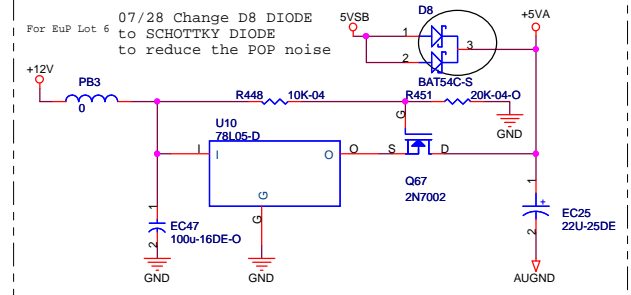 For EuP Lot 6
07/28 Change D8 DIODE
to SCHOTTKY DIODE
to reduce the POP noise
5VSB
D8
+5VA
1
2
3
BAT54C-S
+12V
PB3
0
R448
10K-04
R451
20K-04-O
G
GND
U10
78L05-D
I
I
O
O
S
D
G
G
Q67
2N7002
1
2
EC47
100u-16DE-O
1
+
2
EC25
22U-25DE
GND
GND
AUGND